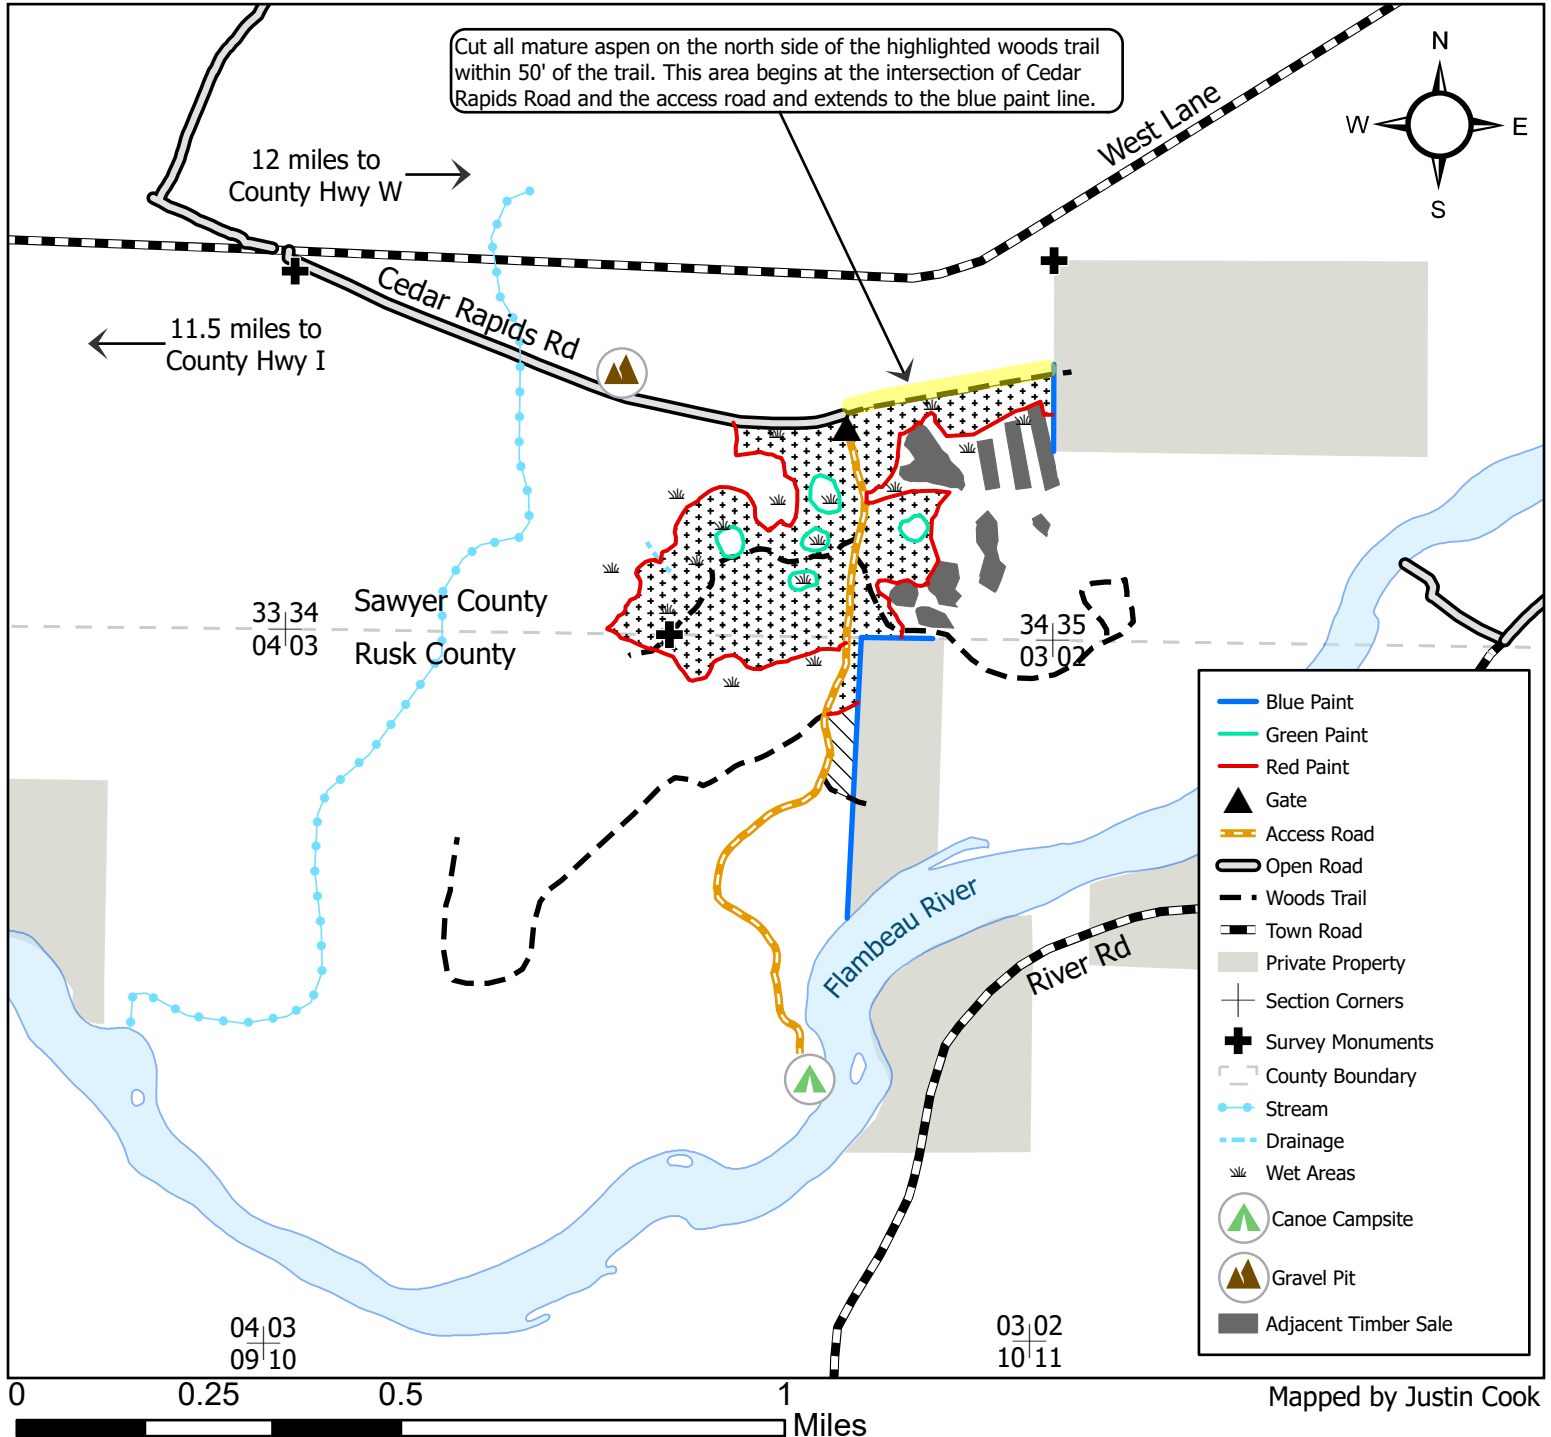 Cut all mature aspen on the north side of the highlighted woods trail
within 50' of the trail. This area begins at the intersection of Cedar
Rapids Road and the access road and extends to the blue paint line.
N
W
E
S
West Lane
12 miles to
County Hwy W
Cedar Rapids Rd
11.5 miles to
County Hwy I
33 34
04 03
Sawyer County
Rusk County
34 35
03 02
Flambeau River
River Rd
04 03
09 10
03 02
10 11
Blue Paint
Green Paint
Red Paint
Gate
Access Road
Open Road
Woods Trail
Town Road
Private Property
Section Corners
Survey Monuments
County Boundary
Stream
Drainage
Wet Areas
Canoe Campsite
Gravel Pit
Adjacent Timber Sale
0 0.25 0.5 1
Miles
Mapped by Justin Cook